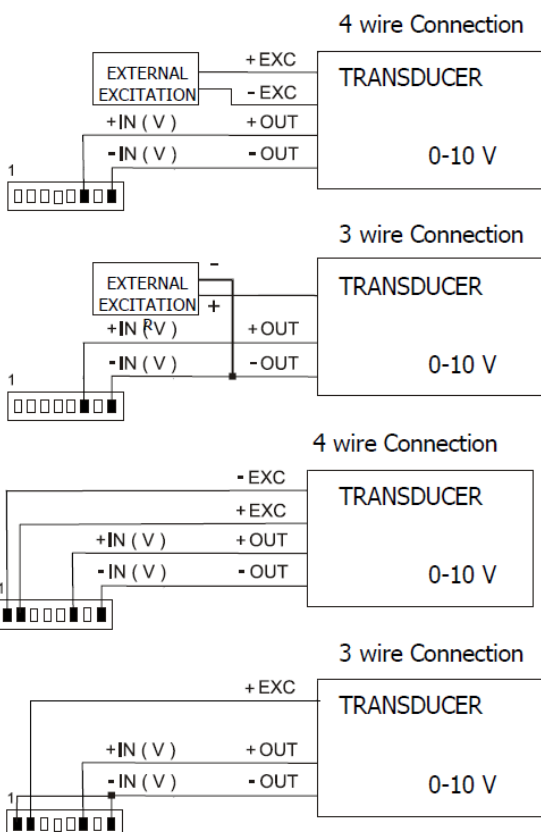 4 wire Connection
EXTERNAL
EXCITATION
+EXC
-EXC
TRANSDUCER
+IN ( V )
+OUT
-IN ( V )
-OUT
0-10 V
1
3 wire Connection
EXTERNAL
EXCITATION
R
-
+
TRANSDUCER
+IN ( V )
+OUT
-IN ( V )
-OUT
0-10 V
1
4 wire Connection
-EXC
TRANSDUCER
+EXC
+IN ( V )
+OUT
-IN ( V )
-OUT
0-10 V
1
3 wire Connection
+EXC
TRANSDUCER
+IN ( V )
+OUT
-IN ( V )
-OUT
0-10 V
1